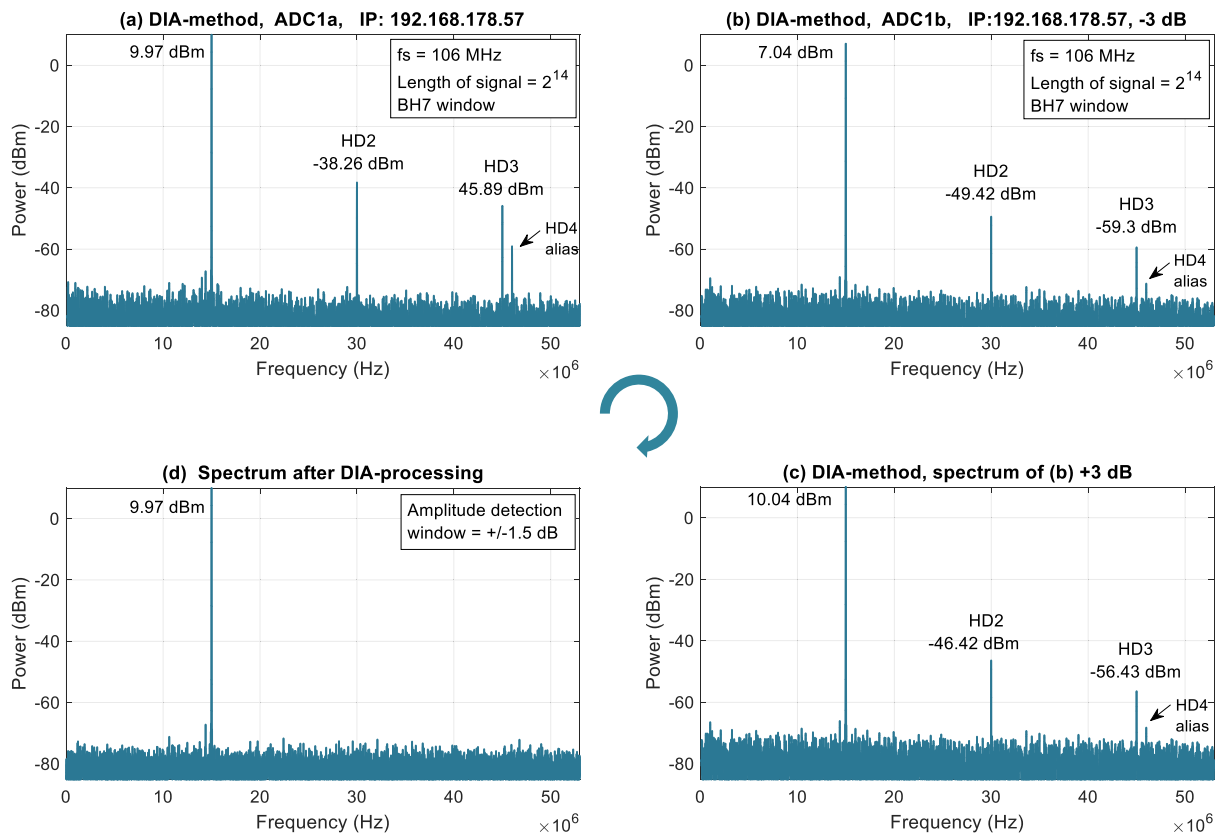 (a) DIA-method, ADC1a, IP: 192.168.178.57
9.97 dBm
fs = 106 MHz
Length of signal = 2^14
BH7 window
HD2
-38.26 dBm
HD3
45.89 dBm
HD4
alias
Power (dBm)
0
-20
-40
-60
-80
0 10 20 30 40 50
Frequency (Hz)
×10^6
(b) DIA-method, ADC1b, IP:192.168.178.57, -3 dB
7.04 dBm
fs = 106 MHz
Length of signal = 2^14
BH7 window
HD2
-49.42 dBm
HD3
-59.3 dBm
HD4
alias
Power (dBm)
0
-20
-40
-60
-80
0 10 20 30 40 50
Frequency (Hz)
×10^6
(d) Spectrum after DIA-processing
9.97 dBm
Amplitude detection
window = +/-1.5 dB
Power (dBm)
0
-20
-40
-60
-80
0 10 20 30 40 50
Frequency (Hz)
×10^6
(c) DIA-method, spectrum of (b) +3 dB
10.04 dBm
HD2
-46.42 dBm
HD3
-56.43 dBm
HD4
alias
Power (dBm)
0
-20
-40
-60
-80
0 10 20 30 40 50
Frequency (Hz)
×10^6